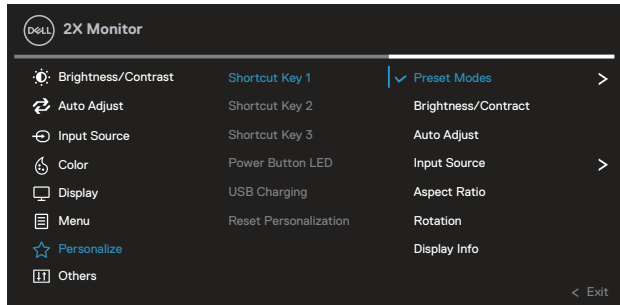 DELL 2X Monitor
Brightness/Contrast
Auto Adjust
Input Source
Color
Display
Menu
Personalize
Others
Shortcut Key 1
Shortcut Key 2
Shortcut Key 3
Power Button LED
USB Charging
Reset Personalization
Preset Modes >
Brightness/Contract
Auto Adjust
Input Source >
Aspect Ratio
Rotation
Display Info
< Exit